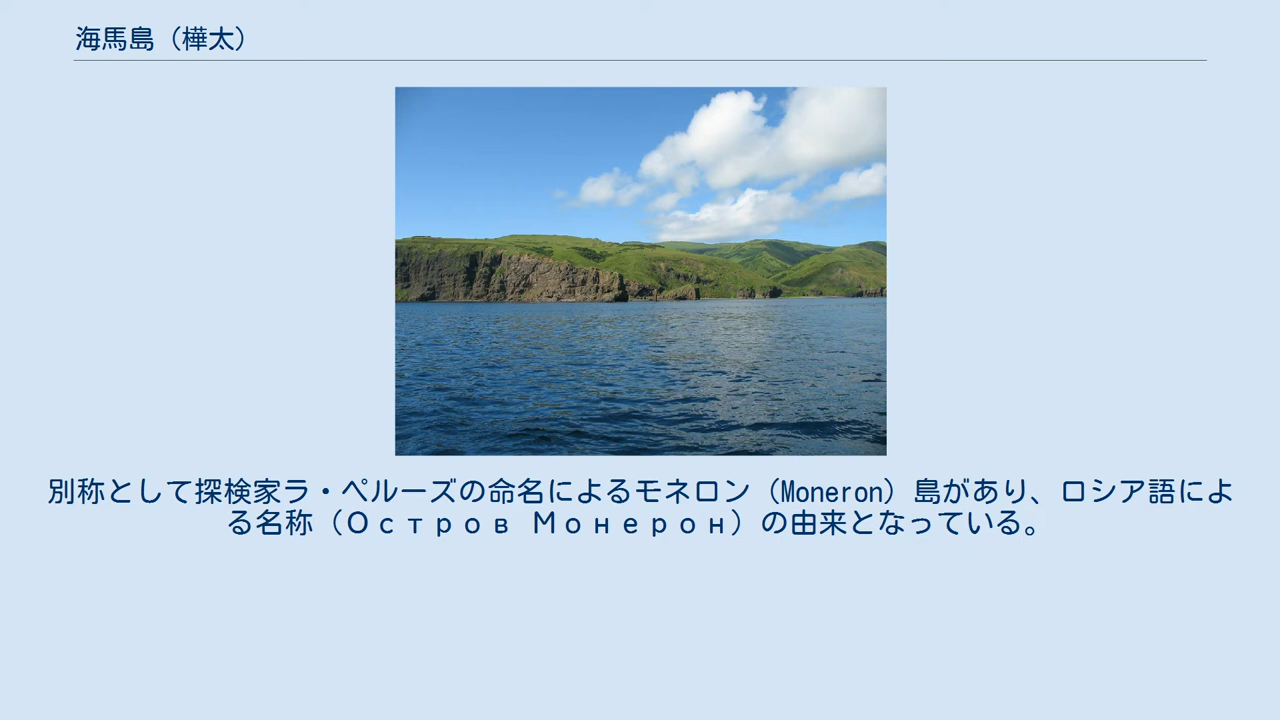 海馬島（樺太）
別称として探検家ラ・ペルーズの命名によるモネロン（Moneron）島があり、ロシア語によ
る名称（Остров Монерон）の由来となっている。